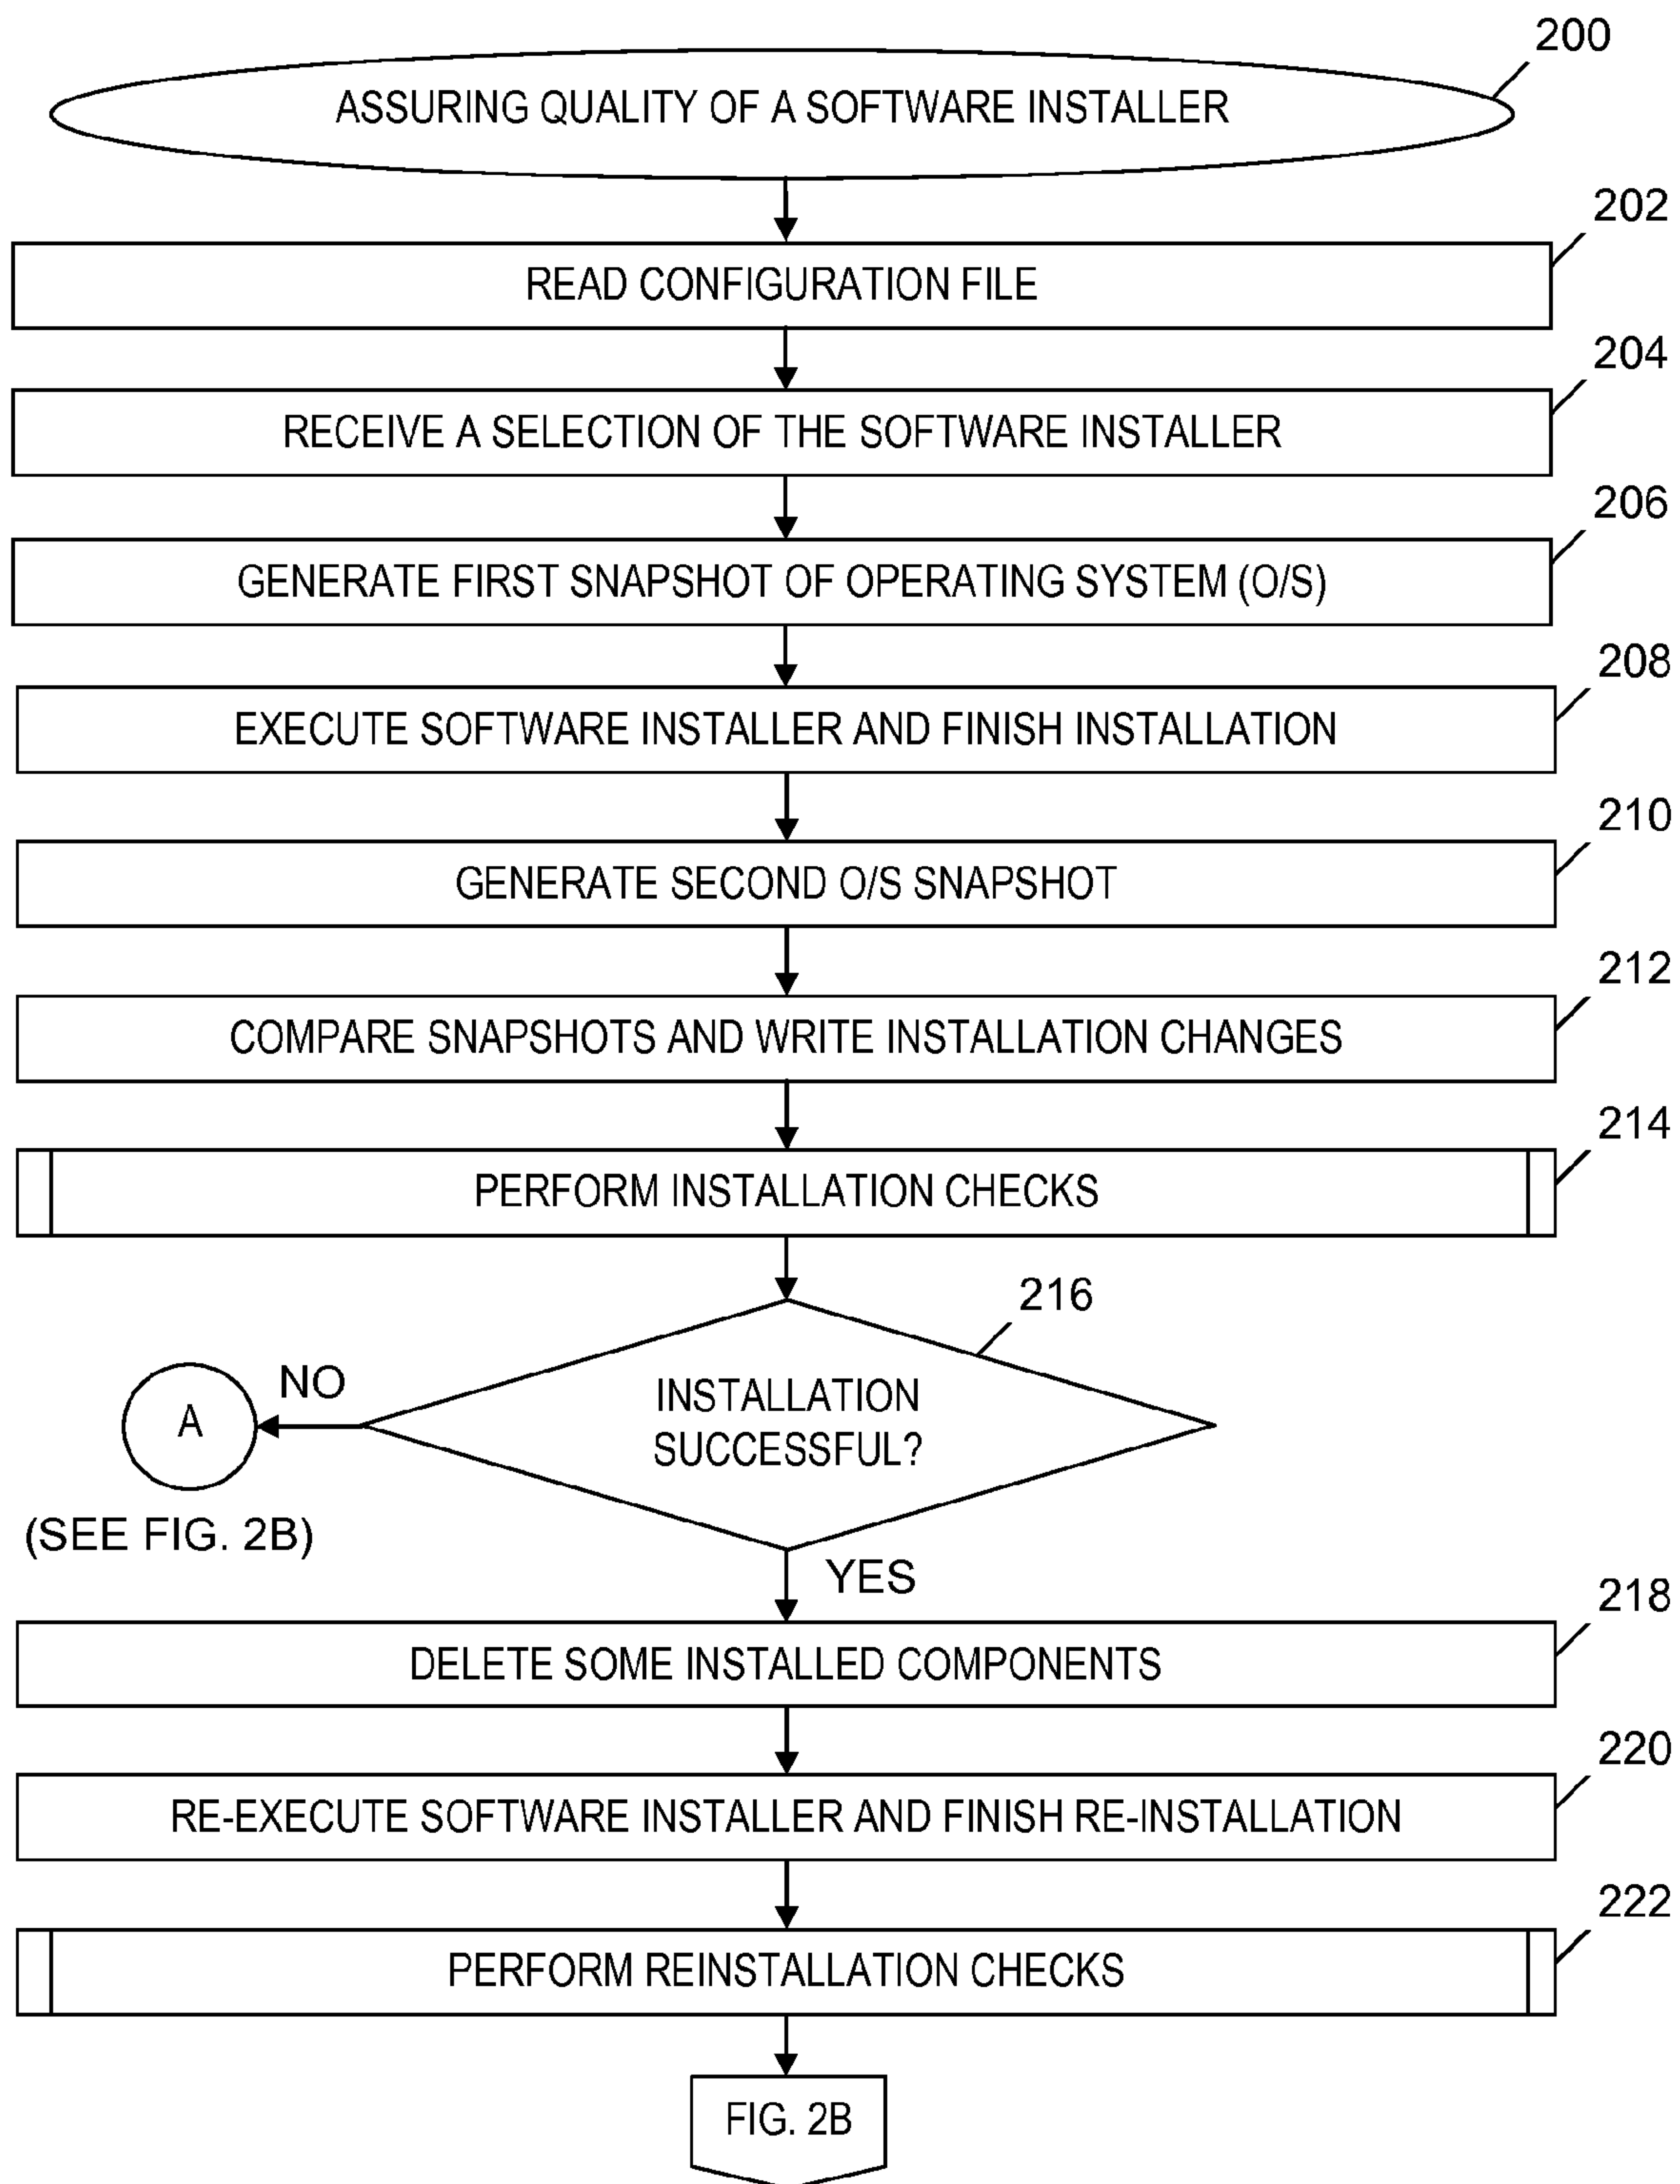 200
ASSURING QUALITY OF A SOFTWARE INSTALLER
202
READ CONFIGURATION FILE
204
RECEIVE A SELECTION OF THE SOFTWARE INSTALLER
206
GENERATE FIRST SNAPSHOT OF OPERATING SYSTEM (O/S)
208
EXECUTE SOFTWARE INSTALLER AND FINISH INSTALLATION
210
GENERATE SECOND O/S SNAPSHOT
212
COMPARE SNAPSHOTS AND WRITE INSTALLATION CHANGES
214
PERFORM INSTALLATION CHECKS
216
INSTALLATION
SUCCESSFUL?
NO
A
(SEE FIG. 2B)
YES
218
DELETE SOME INSTALLED COMPONENTS
220
RE-EXECUTE SOFTWARE INSTALLER AND FINISH RE-INSTALLATION
222
PERFORM REINSTALLATION CHECKS
FIG. 2B